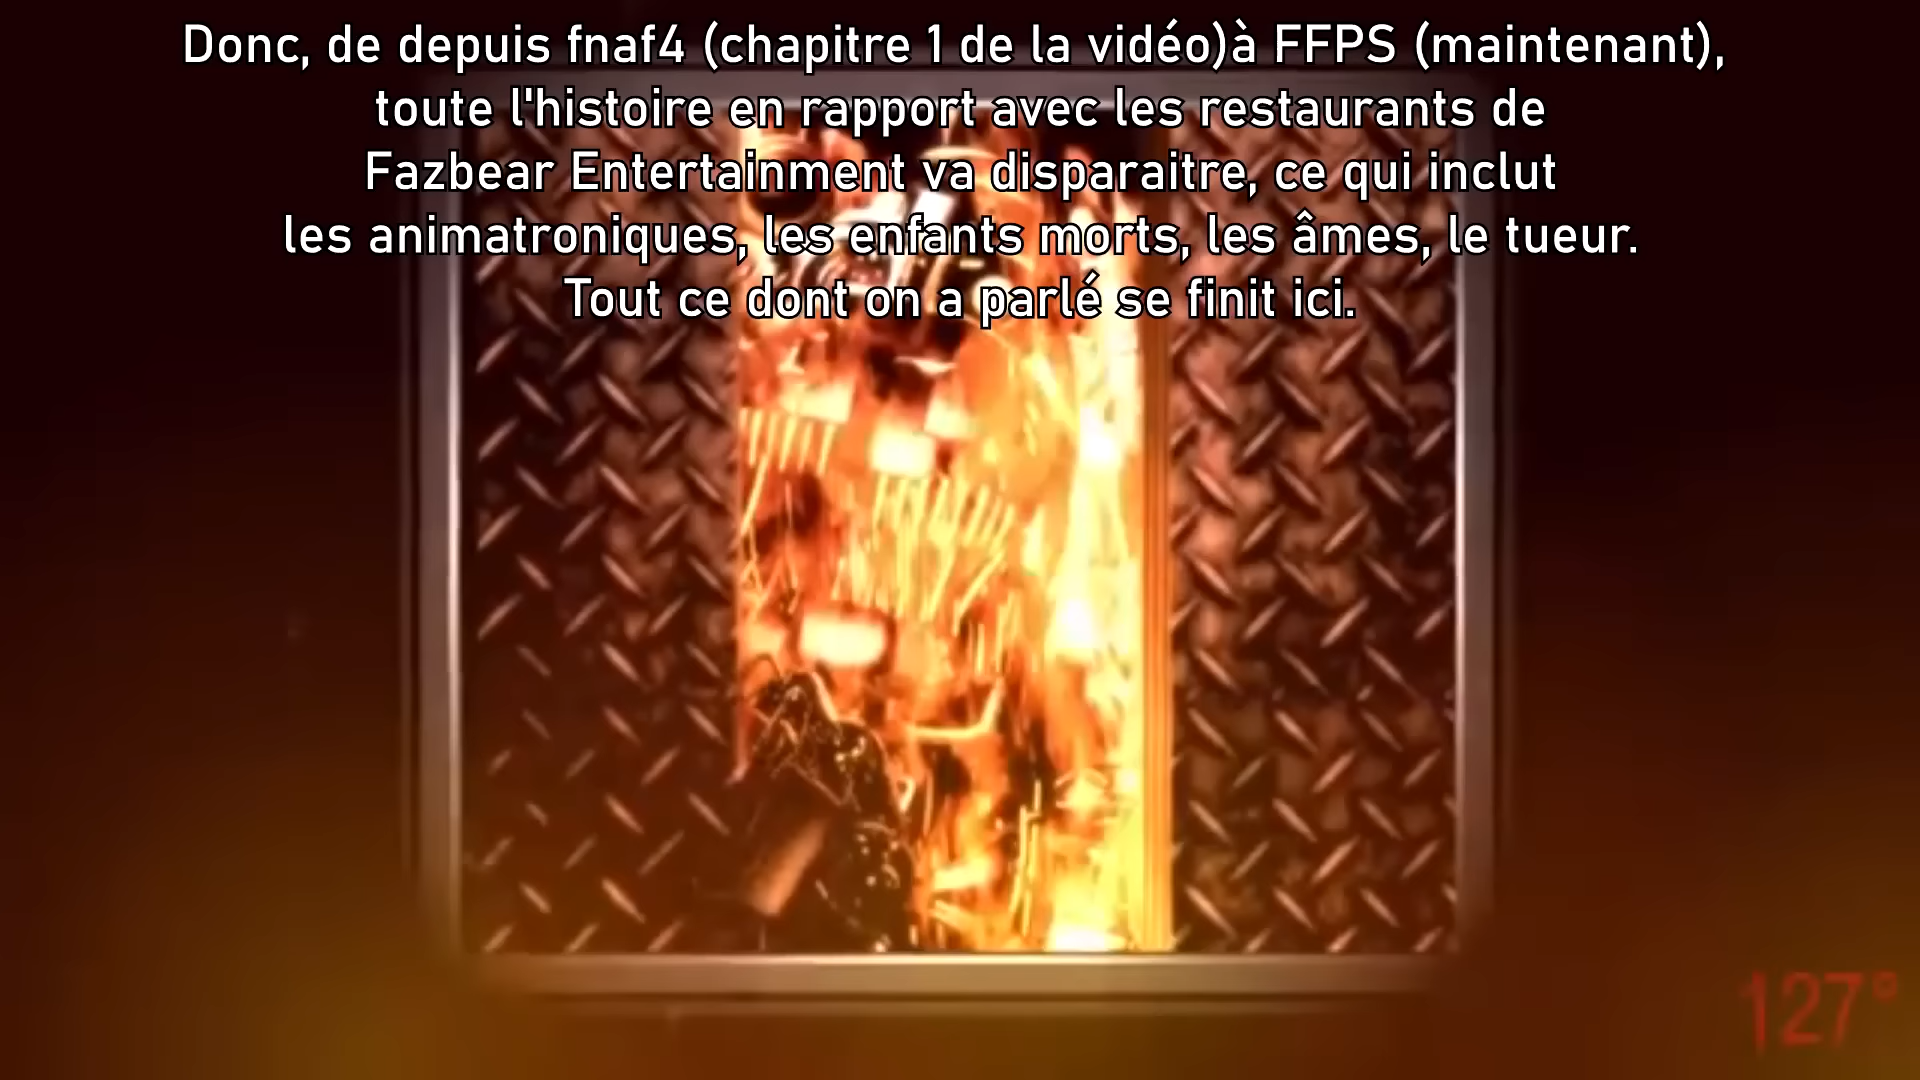 Donc, de depuis fnaf4 (chapitre 1 de la vidéo)à FFPS (maintenant),
toute l'histoire en rapport avec les restaurants de
Fazbear Entertainment va disparaitre, ce qui inclut
les animatroniques, les enfants morts, les âmes, le tueur.
Tout ce dont on a parlé se finit ici.
127°